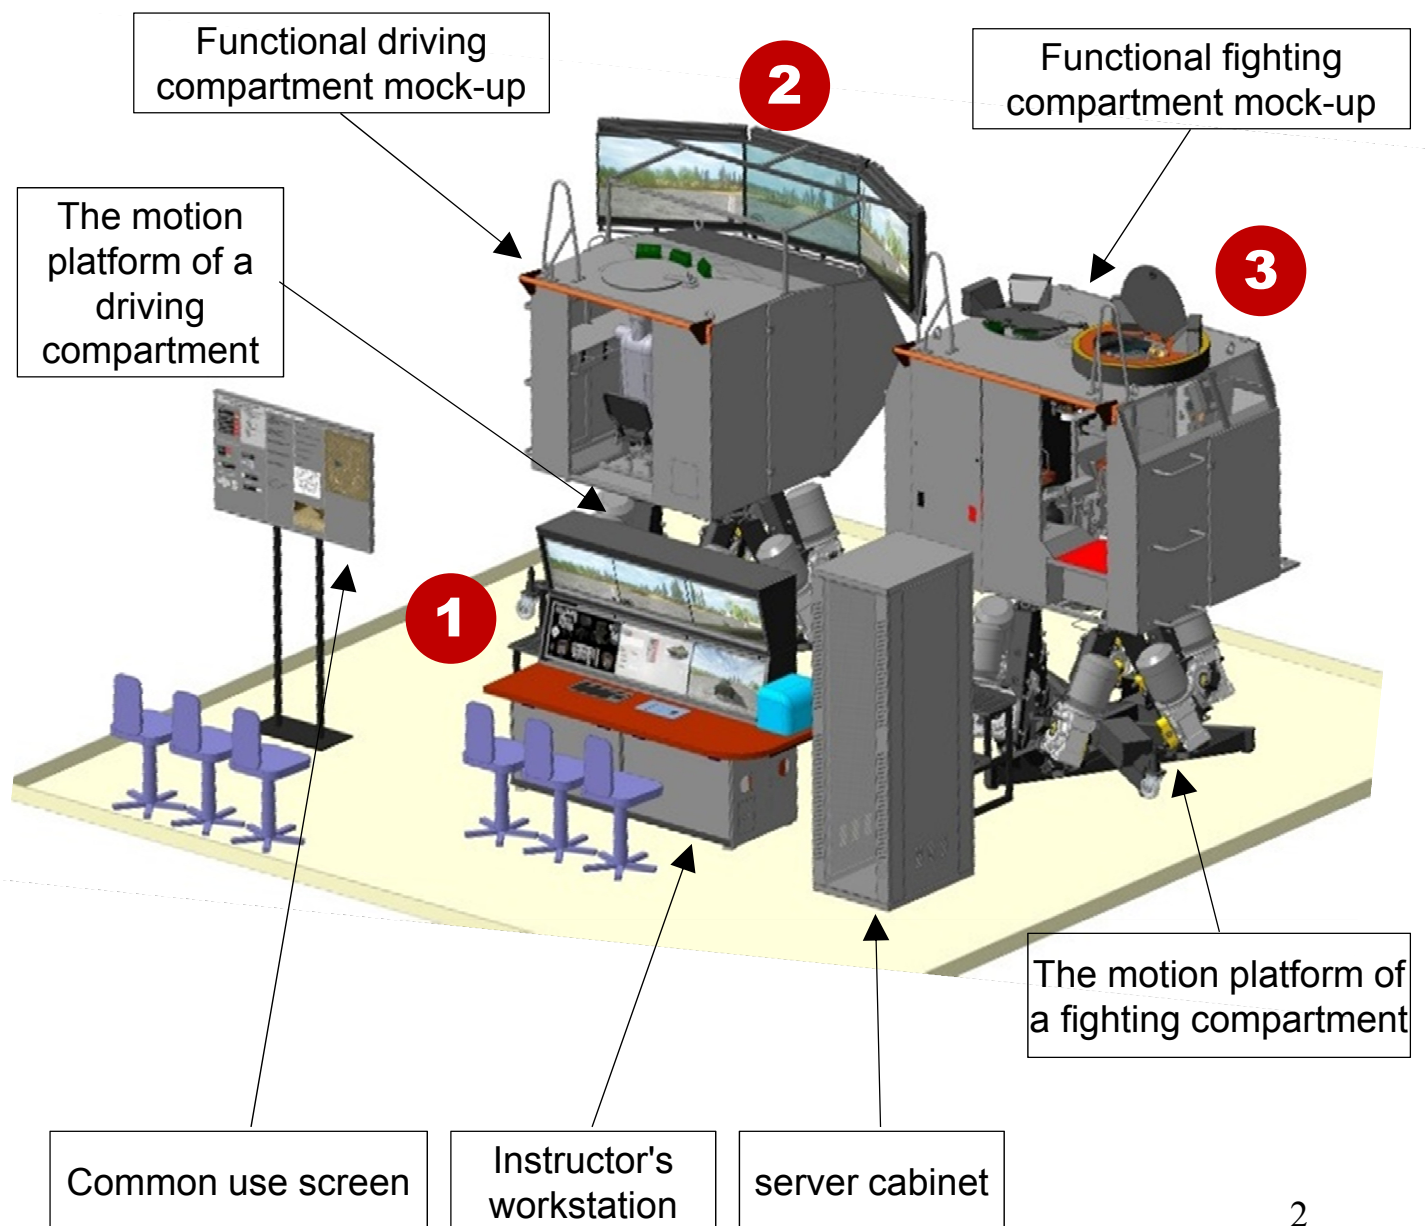 Functional driving
compartment mock-up
2
Functional fighting
compartment mock-up
The motion
platform of a
driving
compartment
3
1
The motion platform of
a fighting compartment
Common use screen
Instructor's
workstation
server cabinet
2